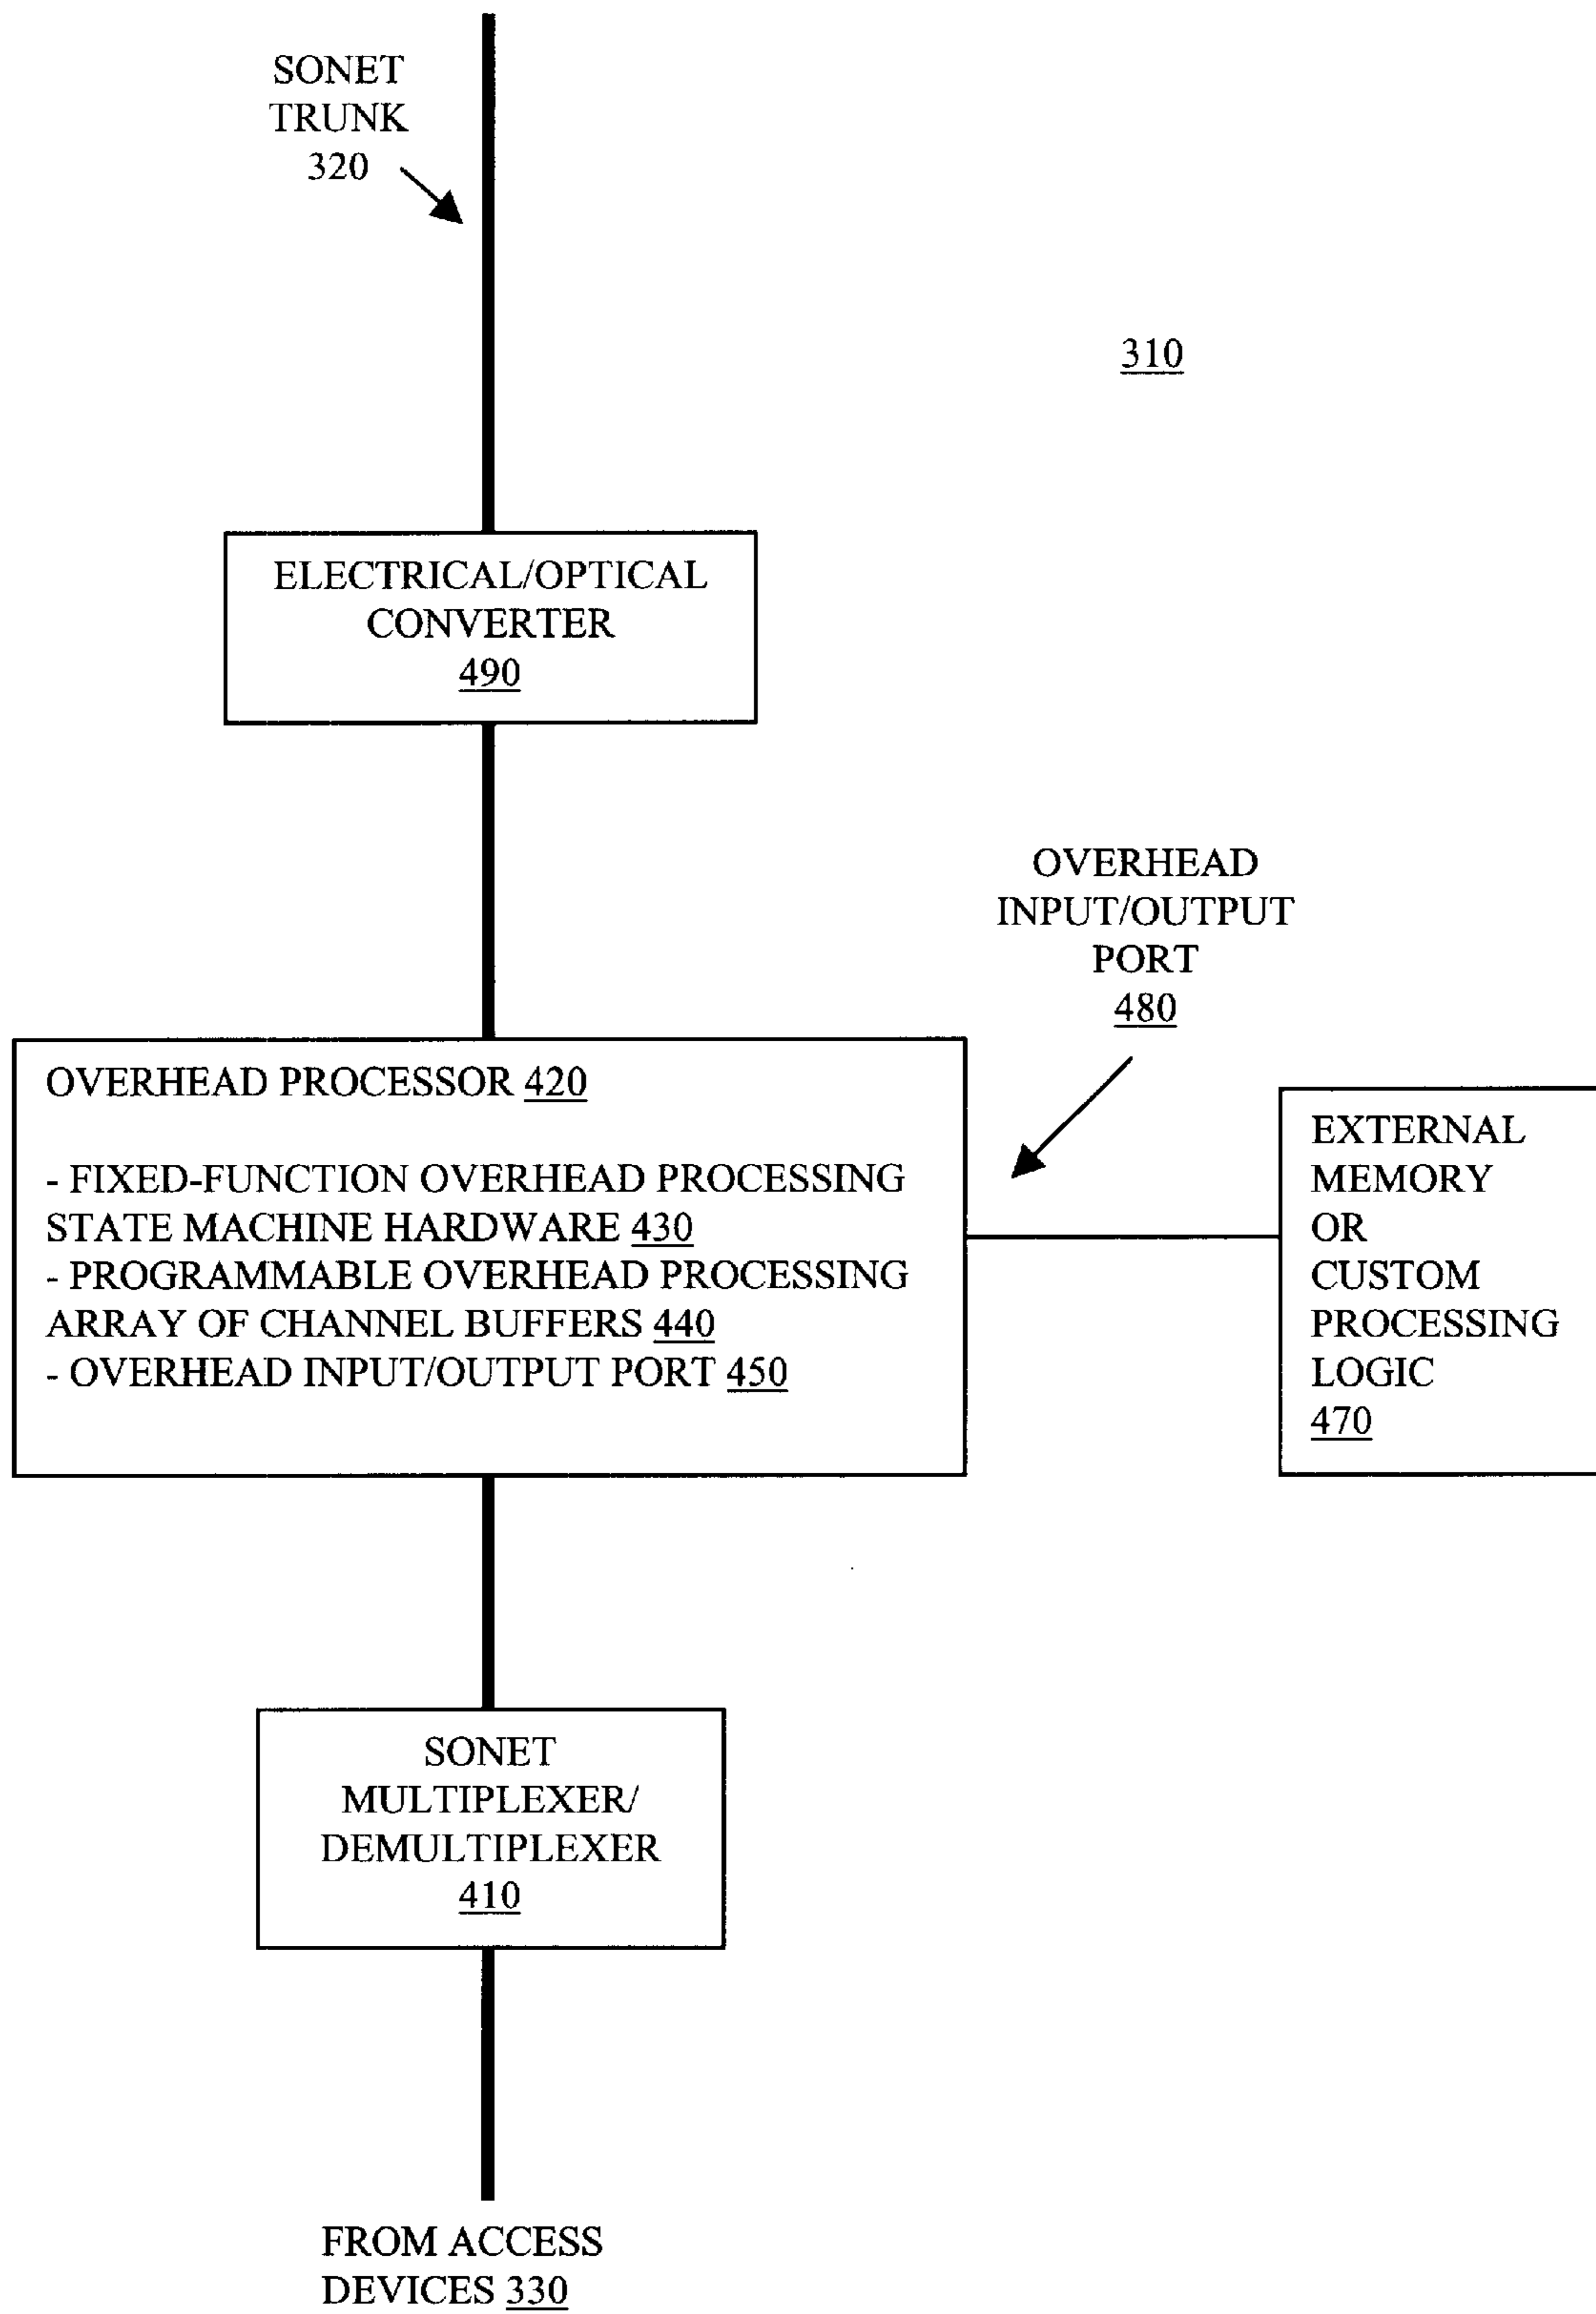 SONET
TRUNK
320
310
ELECTRICAL/OPTICAL
CONVERTER
490
OVERHEAD
INPUT/OUTPUT
PORT
480
OVERHEAD PROCESSOR 420
- FIXED-FUNCTION OVERHEAD PROCESSING
STATE MACHINE HARDWARE 430
- PROGRAMMABLE OVERHEAD PROCESSING
ARRAY OF CHANNEL BUFFERS 440
- OVERHEAD INPUT/OUTPUT PORT 450
EXTERNAL
MEMORY
OR
CUSTOM
PROCESSING
LOGIC
470
SONET
MULTIPLEXER/
DEMULTIPLEXER
410
FROM ACCESS
DEVICES 330